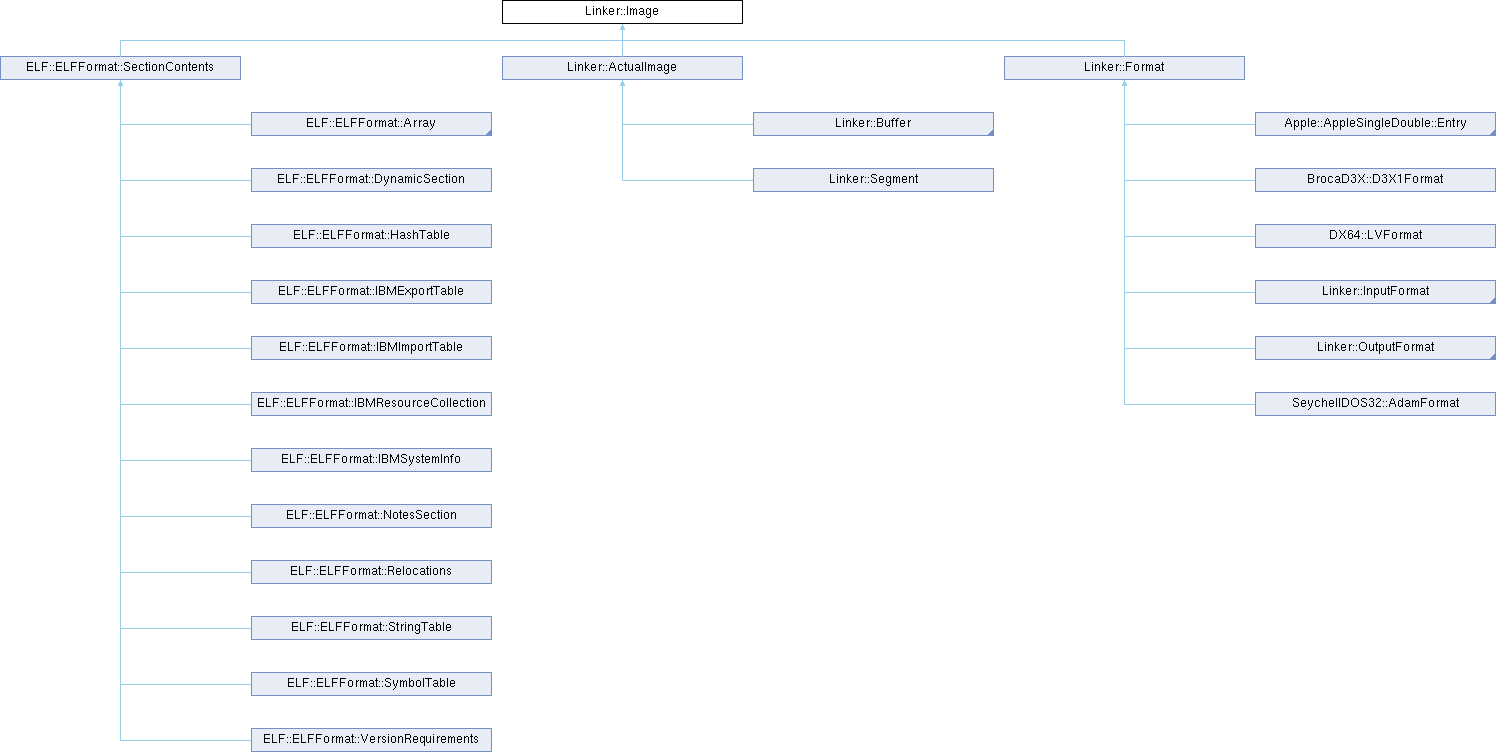 Linker::Image
ELF::ELFFormat::SectionContents
Linker::ActualImage
Linker::Format
ELF::ELFFormat::Array
Linker::Buffer
Apple::AppleSingleDouble::Entry
ELF::ELFFormat::DynamicSection
Linker::Segment
BrocaD3X::D3X1Format
ELF::ELFFormat::HashTable
DX64::LVFormat
ELF::ELFFormat::IBMExportTable
Linker::InputFormat
ELF::ELFFormat::IBMImportTable
Linker::OutputFormat
ELF::ELFFormat::IBMResourceCollection
SeychellDOS32::AdamFormat
ELF::ELFFormat::IBMSystemInfo
ELF::ELFFormat::NotesSection
ELF::ELFFormat::Relocations
ELF::ELFFormat::StringTable
ELF::ELFFormat::SymbolTable
ELF::ELFFormat::VersionRequirements